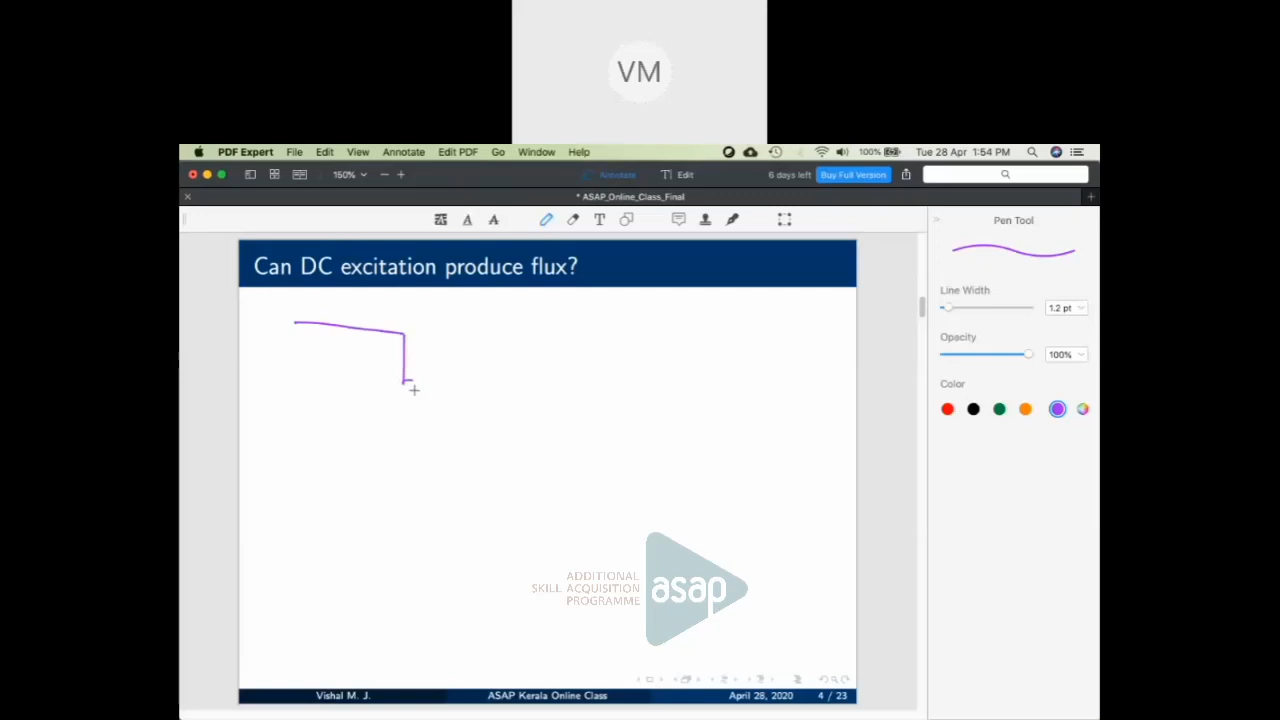 VM
PDF Expert File Edit View Annotate Edit PDF Go Window Help 100% Tue 28 Apr 1:54 PM
150% Annotate Edit 6 days left Buy Full Version
* ASAP_Online_Class_Final
Pen Tool
Can DC excitation produce flux?
Line Width
1.2 pt
Opacity
100%
Color
ADDITIONAL
SKILL ACQUISITION
PROGRAMME
asap
Vishal M. J. ASAP Kerala Online Class April 28, 2020 4 / 23